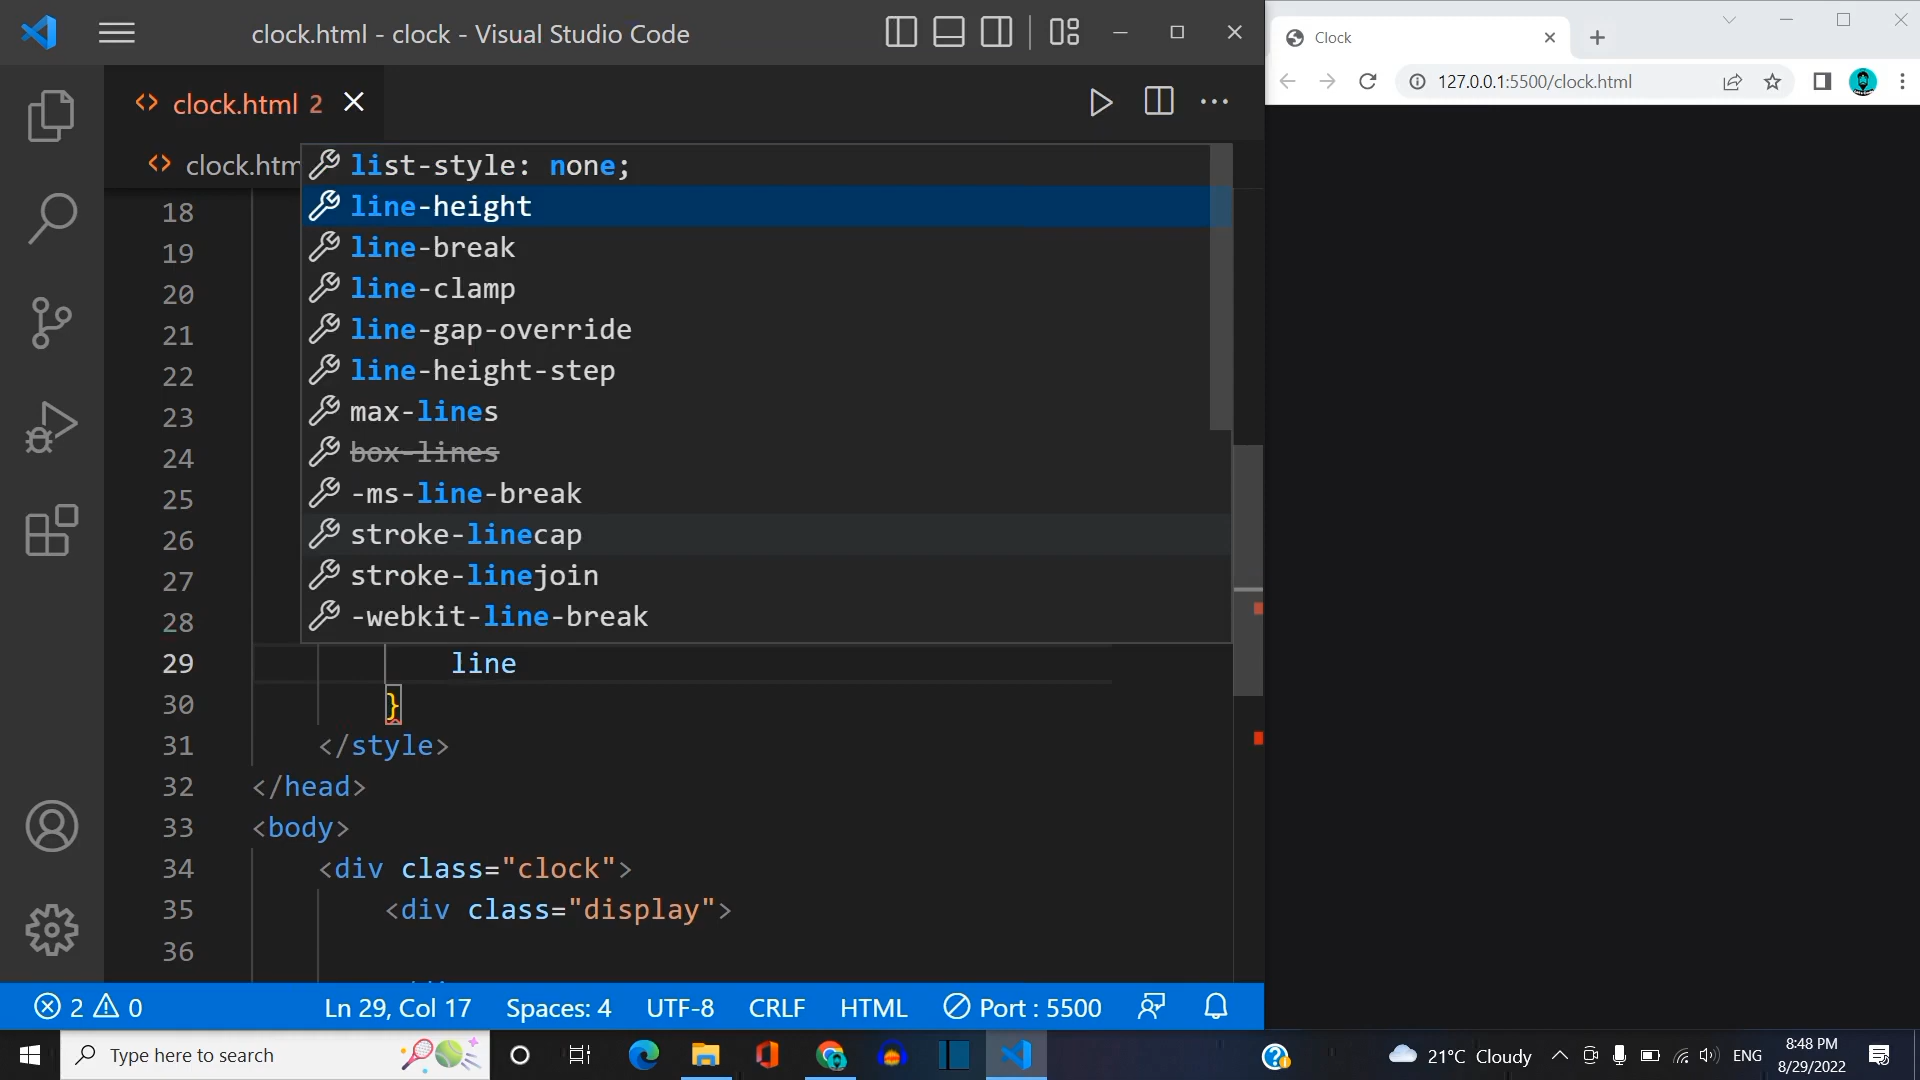 clock.html - clock - Visual Studio Code
clock.html 2
clock.htm
list-style: none;
line-height
line-break
line-clamp
line-gap-override
line-height-step
max-lines
box-lines
-ms-line-break
stroke-linecap
stroke-linejoin
-webkit-line-break
18
19
20
21
22
23
24
25
26
27
28
29 line
30 }
31 </style>
32 </head>
33 <body>
34 <div class="clock">
35 <div class="display">
36
2 0 Ln 29, Col 17 Spaces: 4 UTF-8 CRLF HTML Port : 5500
Clock
127.0.0.1:5500/clock.html
Type here to search
21°C Cloudy ENG
8:48 PM
8/29/2022